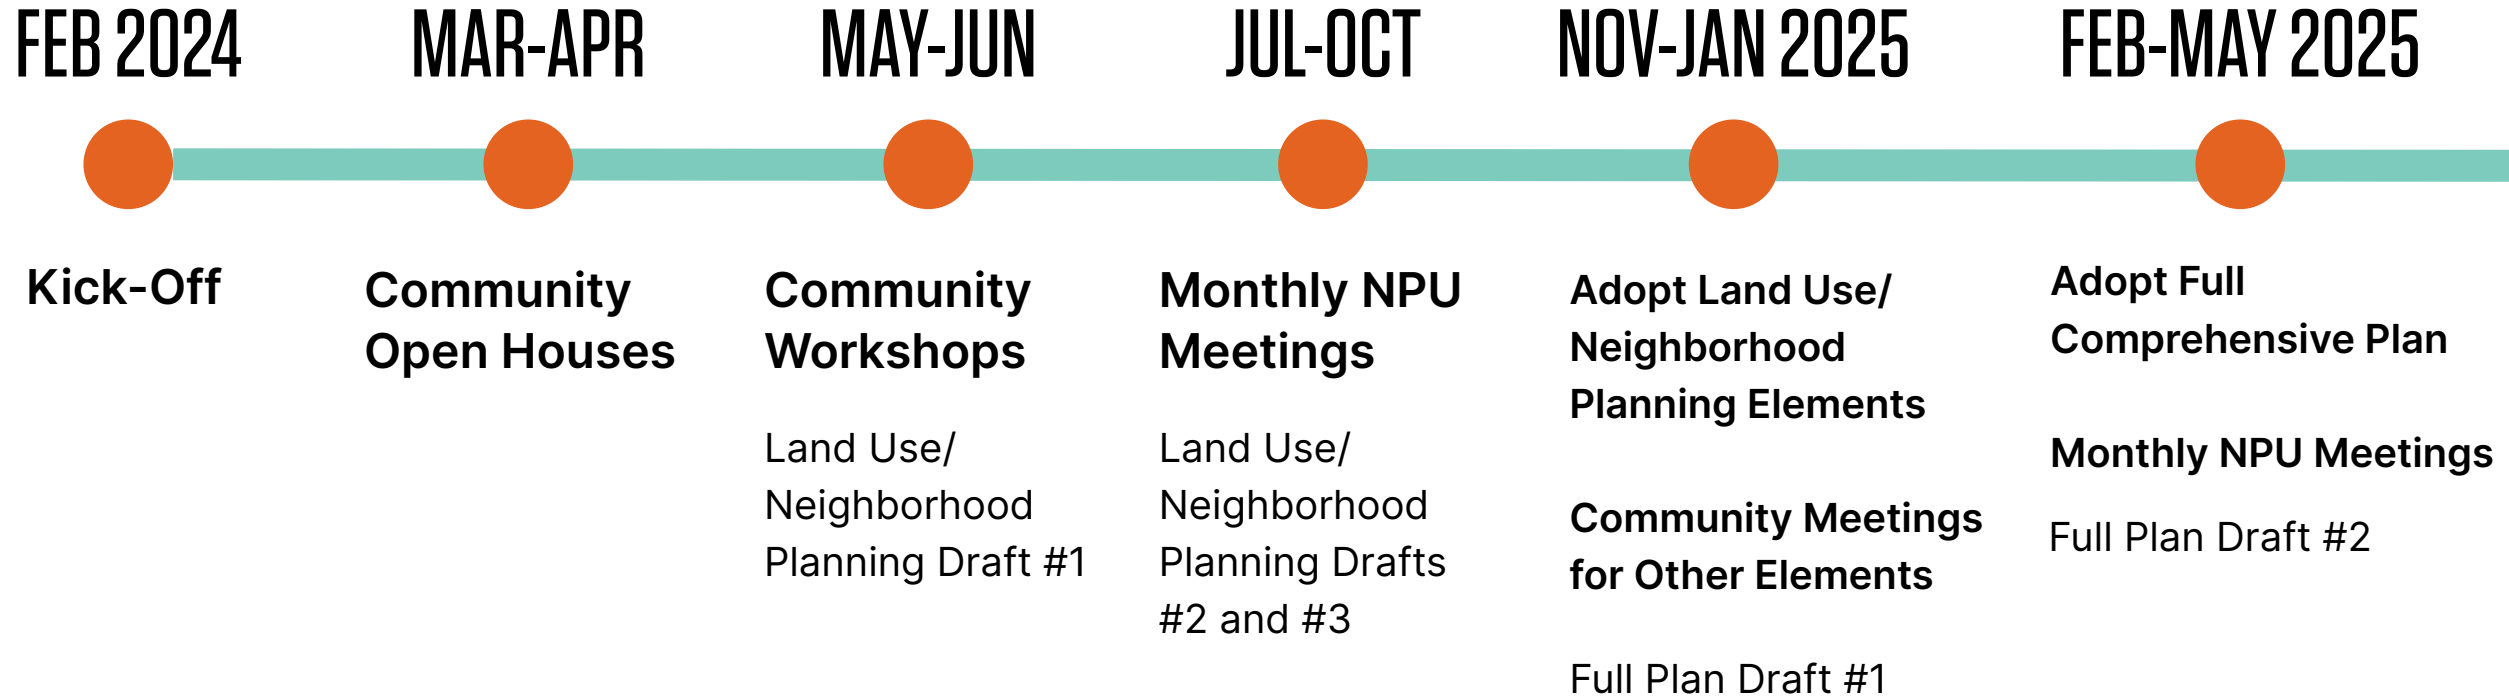 FEB 2024
MAR-APR
MAY-JUN
JUL-OCT
NOV-JAN 2025
FEB-MAY 2025
Kick-Off
Community
Open Houses
Community
Workshops
Land Use/
Neighborhood
Planning Draft #1
Monthly NPU
Meetings
Land Use/
Neighborhood
Planning Drafts
#2 and #3
Adopt Land Use/
Neighborhood
Planning Elements
Community Meetings
for Other Elements
Full Plan Draft #1
Adopt Full
Comprehensive Plan
Monthly NPU Meetings
Full Plan Draft #2